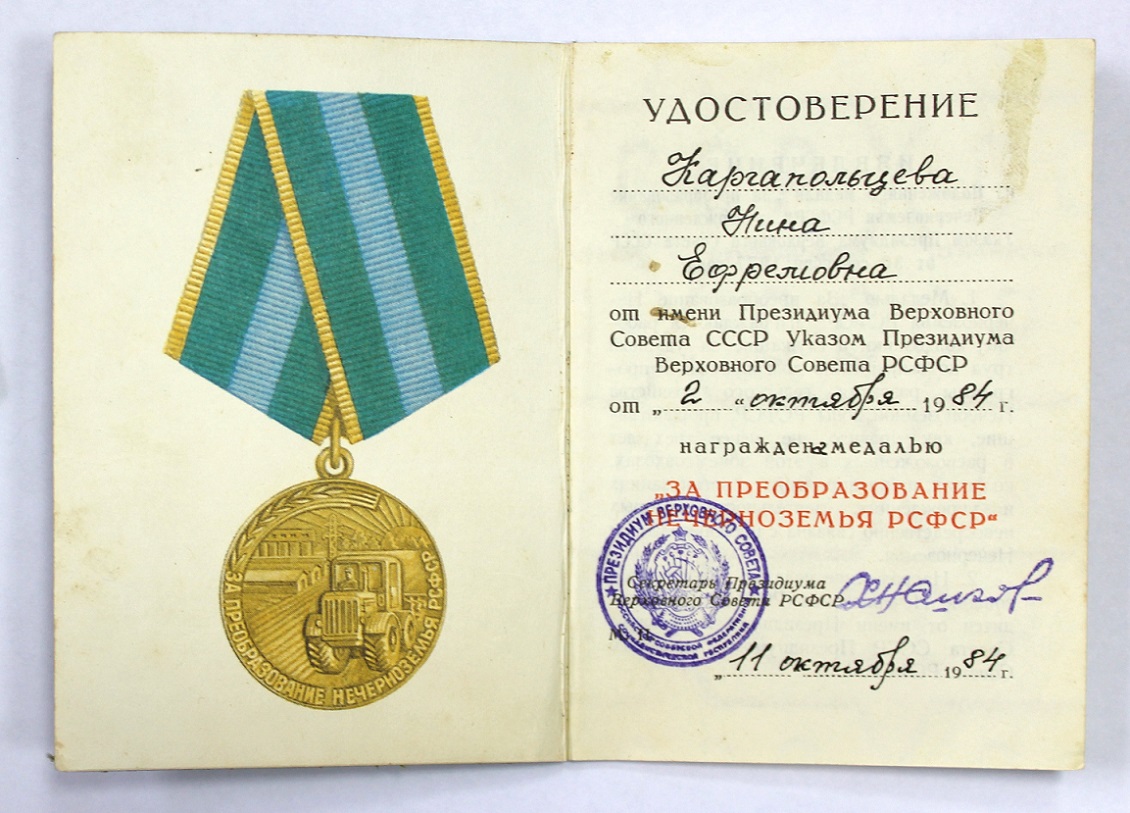 ЗА ПРЕОБРАЗОВАНИЕ НЕЧЕРНОЗЕМЬЯ РСФСР
УДОСТОВЕРЕНИЕ
Каргапольцева
Нина
Ефремовна
от имени Президиума Верховного
Совета СССР Указом Президиума
Верховного Совета РСФСР
от „ 2 “ октября 1984 г.
награждена медалью
„ЗА ПРЕОБРАЗОВАНИЕ
НЕЧЕРНОЗЕМЬЯ РСФСР“
ПРЕЗИДИУМ ВЕРХОВНОГО СОВЕТА
Секретарь Президиума
Верховного Совета РСФСР
„11 октября 1984 г.